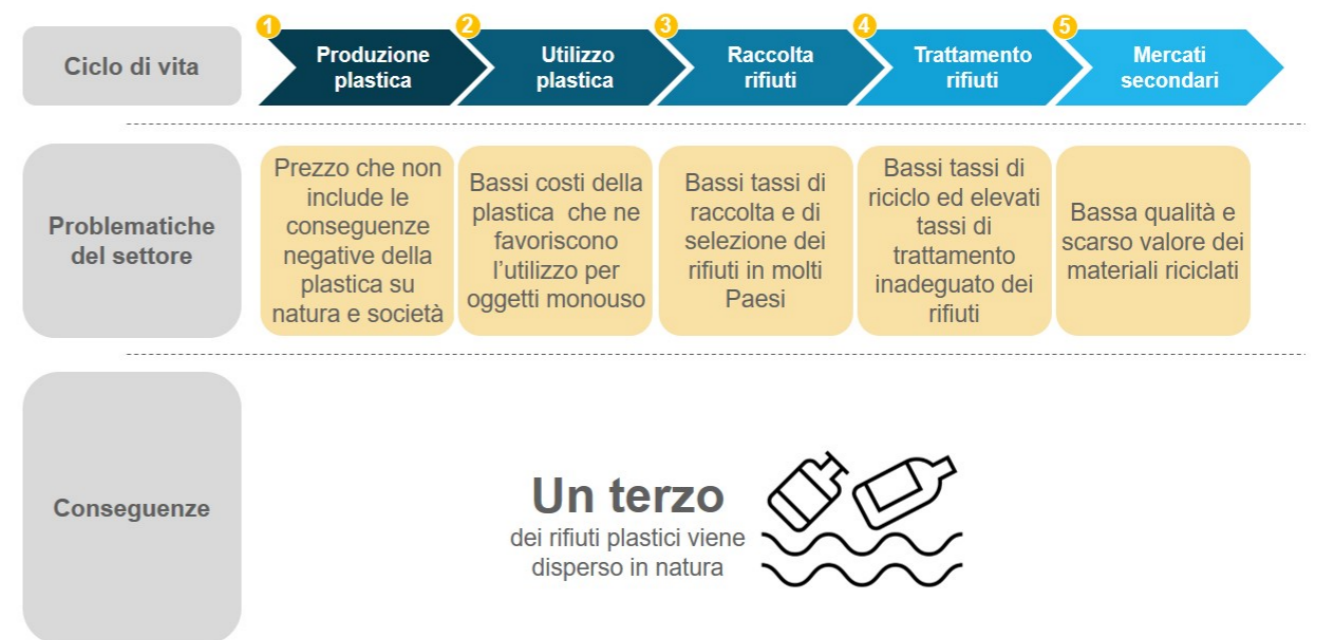 Ciclo di vita
1
Produzione
plastica
2
Utilizzo
plastica
3
Raccolta
rifiuti
4
Trattamento
rifiuti
5
Mercati
secondari
Problematiche
del settore
Prezzo che non
include le
conseguenze
negative della
plastica su
natura e società
Bassi costi della
plastica che ne
favoriscono
l’utilizzo per
oggetti monouso
Bassi tassi di
raccolta e di
selezione dei
rifiuti in molti
Paesi
Bassi tassi di
riciclo ed elevati
tassi di
trattamento
inadeguato dei
rifiuti
Bassa qualità e
scarso valore dei
materiali riciclati
Conseguenze
Un terzo
dei rifiuti plastici viene
disperso in natura